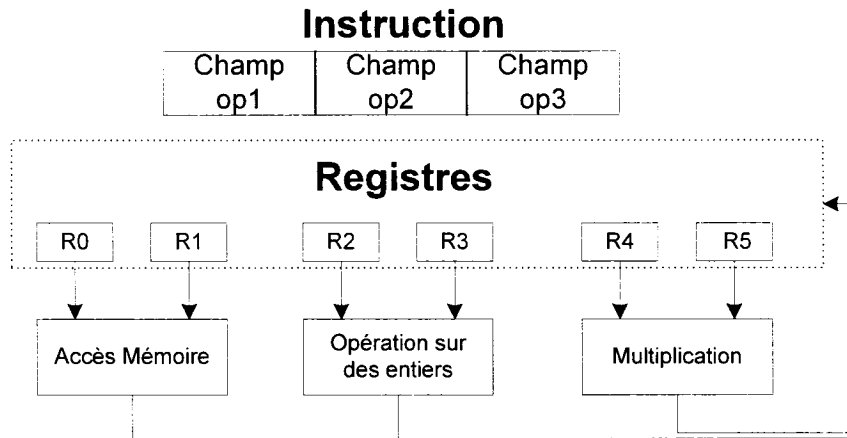 Instruction
Champ Champ Champ
op1 op2 op3
Registres
R0 R1 R2 R3 R4 R5
Accès Mémoire
Opération sur
des entiers
Multiplication